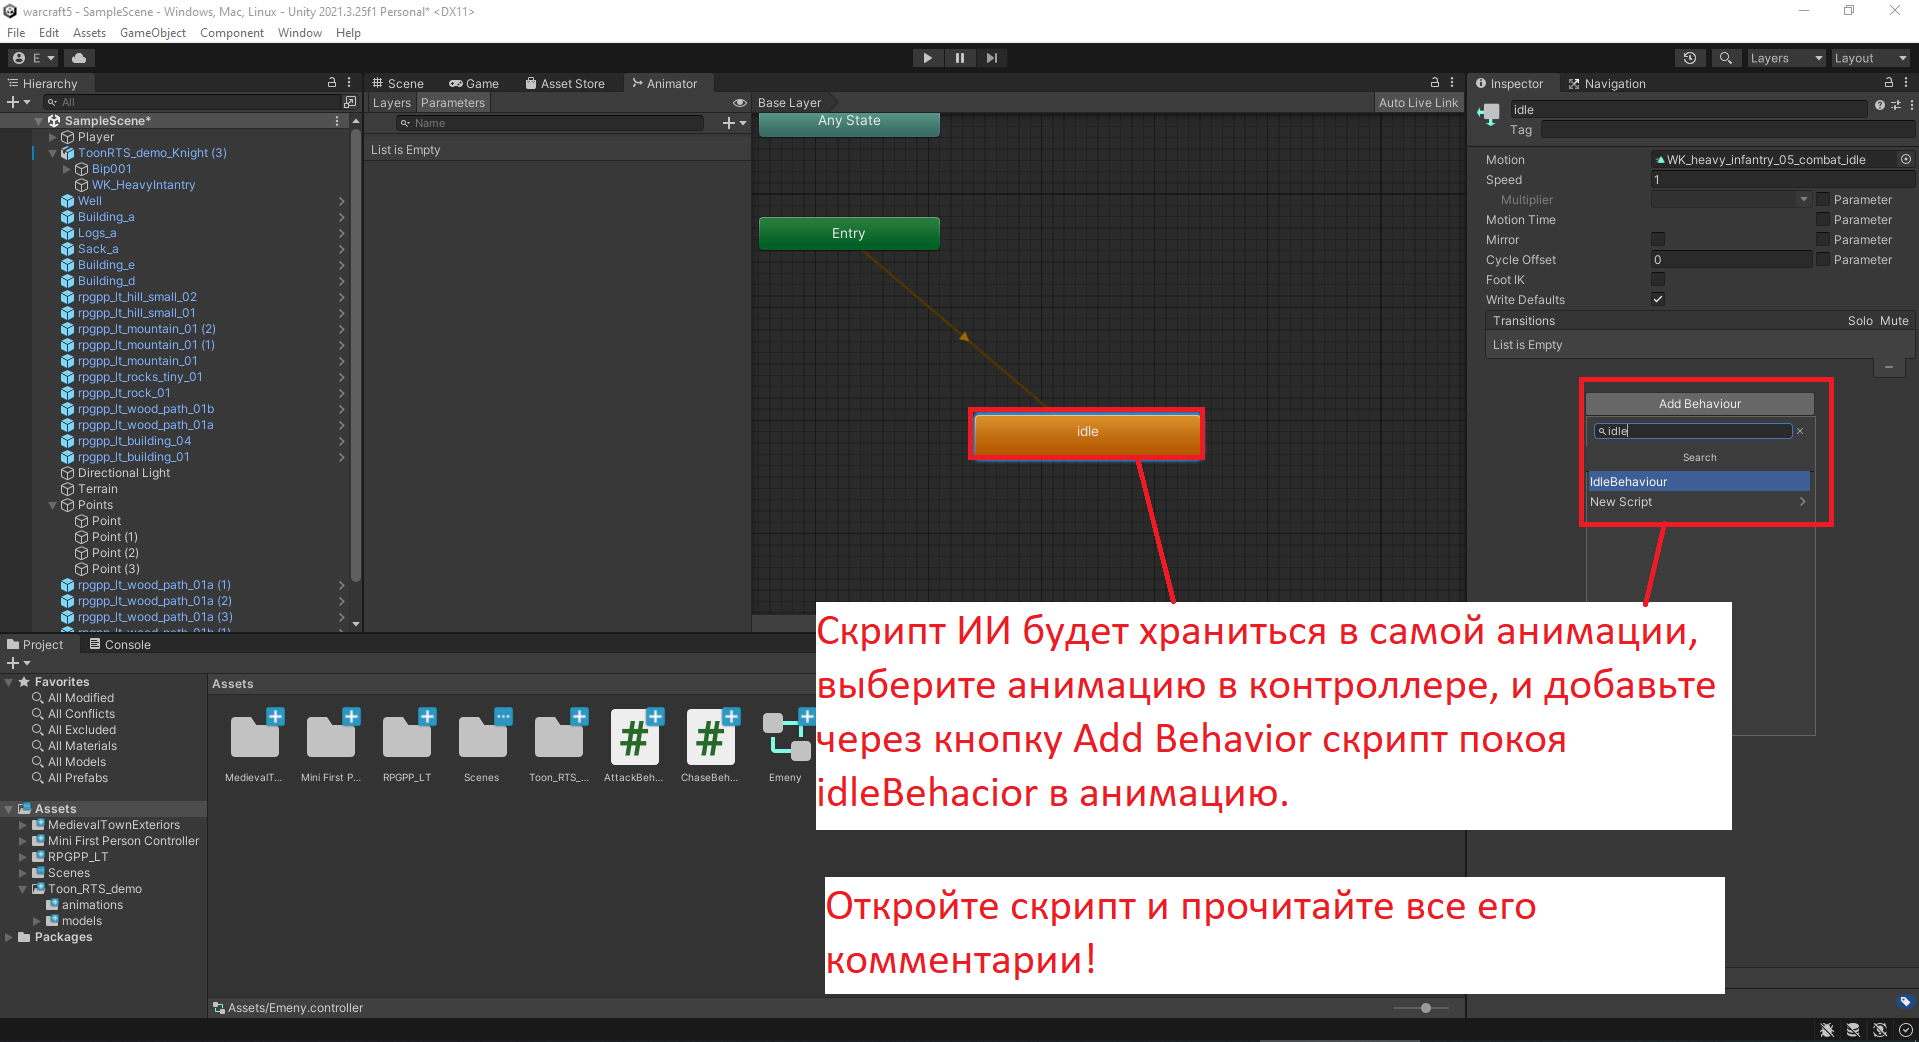 warcraft5 - SampleScene - Windows, Mac, Linux - Unity 2021.3.25f1 Personal* <DX11>
File Edit Assets GameObject Component Window Help
E
Layers Layout
Hierarchy
All
SampleScene*
Player
ToonRTS_demo_Knight (3)
Bip001
WK_HeavyIntantry
Well
Building_a
Logs_a
Sack_a
Building_e
Building_d
rpgpp_lt_hill_small_02
rpgpp_lt_hill_small_01
rpgpp_lt_mountain_01 (2)
rpgpp_lt_mountain_01 (1)
rpgpp_lt_mountain_01
rpgpp_lt_rocks_tiny_01
rpgpp_lt_rock_01
rpgpp_lt_wood_path_01b
rpgpp_lt_wood_path_01a
rpgpp_lt_building_04
rpgpp_lt_building_01
Directional Light
Terrain
Points
Point
Point (1)
Point (2)
Point (3)
rpgpp_lt_wood_path_01a (1)
rpgpp_lt_wood_path_01a (2)
rpgpp_lt_wood_path_01a (3)
Scene Game Asset Store Animator
Layers Parameters
Base Layer
Auto Live Link
Name
List is Empty
Any State
Entry
idle
Inspector Navigation
idle
Tag
Motion WK_heavy_infantry_05_combat_idle
Speed 1
Multiplier Parameter
Motion Time Parameter
Mirror Parameter
Cycle Offset 0 Parameter
Foot IK
Write Defaults
Transitions Solo Mute
List is Empty
Add Behaviour
idle
Search
IdleBehaviour
New Script
Скрипт ИИ будет храниться в самой анимации,
выберите анимацию в контроллере, и добавьте
через кнопку Add Behavior скрипт покоя
idleBehacior в анимацию.
Откройте скрипт и прочитайте все его
комментарии!
Project Console
Favorites
All Modified
All Conflicts
All Excluded
All Materials
All Models
All Prefabs
Assets
MedievalTownExteriors
Mini First Person Controller
RPGPP_LT
Scenes
Toon_RTS_demo
animations
models
Packages
Assets
MedievalT...
Mini First P...
RPGPP_LT
Scenes
Toon_RTS_...
AttackBeh...
ChaseBeh...
Emeny
Assets/Emeny.controller